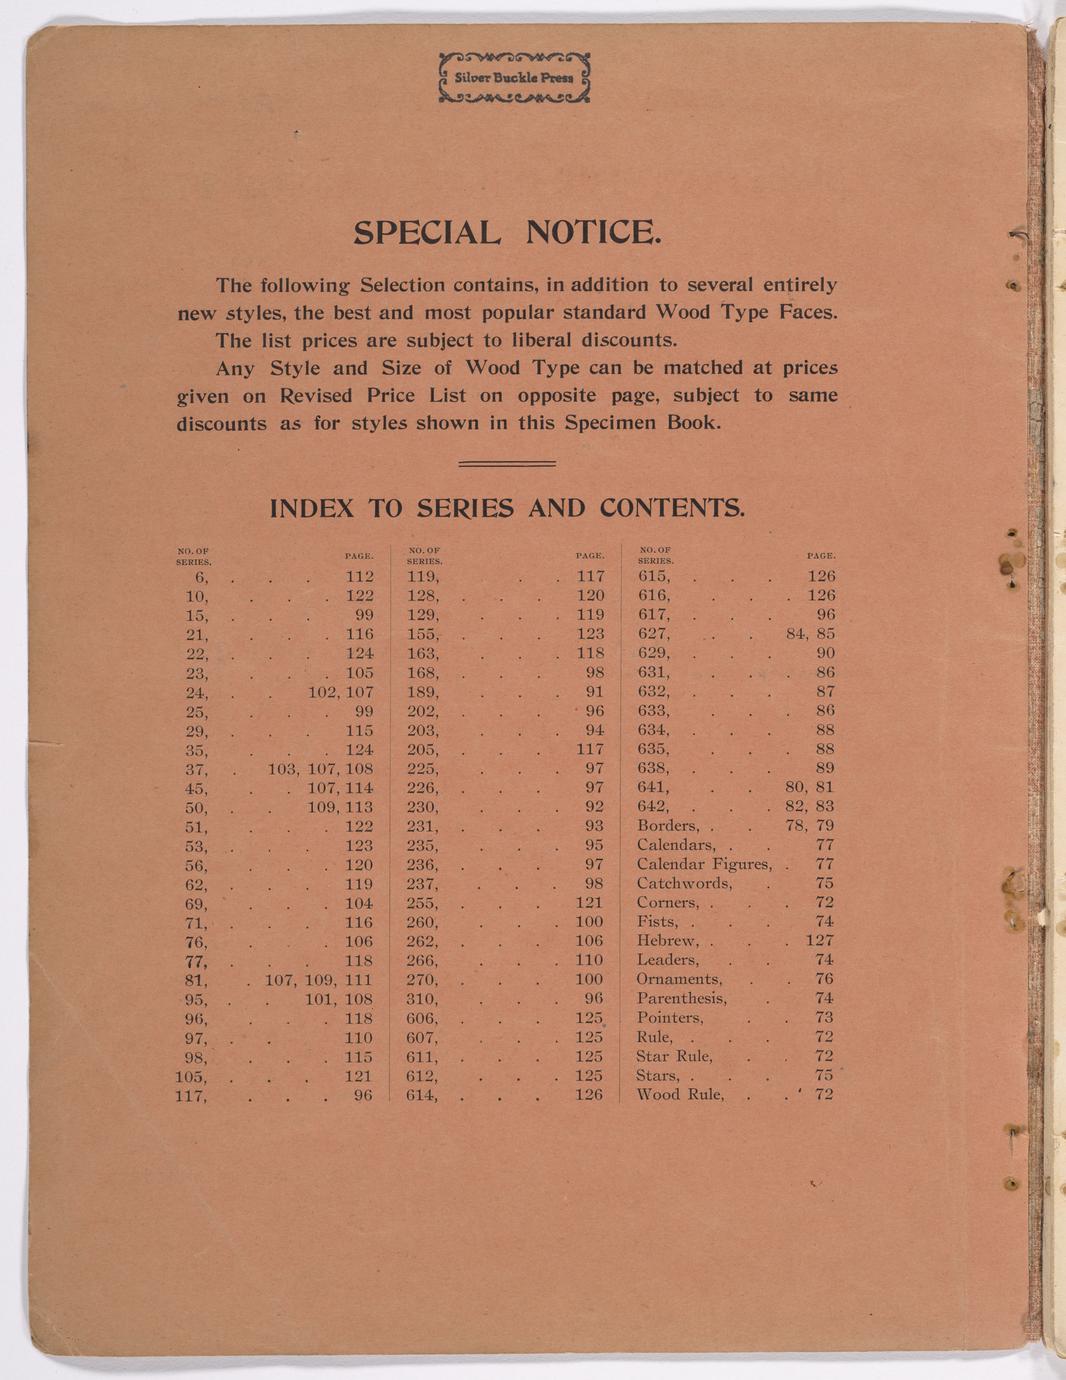 Silver Buckle Press
SPECIAL NOTICE.
The following Selection contains, in addition to several entirely
new styles, the best and most popular standard Wood Type Faces.
The list prices are subject to liberal discounts.
Any Style and Size of Wood Type can be matched at prices
given on Revised Price List on opposite page, subject to same
discounts as for styles shown in this Specimen Book.
INDEX TO SERIES AND CONTENTS.
NO. OF SERIES. PAGE.
6, . . . 112
10, . . . 122
15, . . . 99
21, . . . 116
22, . . . 124
23, . . . 105
24, . . 102, 107
25, . . . 99
29, . . . 115
35, . . . 124
37, . 103, 107, 108
45, . . 107, 114
50, . . 109, 113
51, . . . 122
53, . . . 123
56, . . . 120
62, . . . 119
69, . . . 104
71, . . . 116
76, . . . 106
77, . . . 118
81, . 107, 109, 111
95, . . 101, 108
96, . . . 118
97, . . 110
98, . . . 115
105, . . . 121
117, . . . 96
NO. OF SERIES. PAGE.
119, . . 117
128, . . . 120
129, . . . 119
155, . . . 123
163, . . . 118
168, . . . 98
189, . . . 91
202, . . . 96
203, . . . 94
205, . . . 117
225, . . . 97
226, . . . 97
230, . . . 92
231, . . . 93
235, . . . 95
236, . . . 97
237, . . . 98
255, . . . 121
260, . . . 100
262, . . . 106
266, . . . 110
270, . . . 100
310, . . . 96
606, . . . 125
607, . . . 125
611, . . . 125
612, . . . 125
614, . . . 126
NO. OF SERIES. PAGE.
615, . . . 126
616, . . . 126
617, . . . 96
627, . . 84, 85
629, . . . 90
631, . . . 86
632, . . . 87
633, . . . 86
634, . . . 88
635, . . . 88
638, . . . 89
641, . . 80, 81
642, . . . 82, 83
Borders, . . 78, 79
Calendars, . . 77
Calendar Figures, . 77
Catchwords, . 75
Corners, . . . 72
Fists, . . . 74
Hebrew, . . . 127
Leaders, . . 74
Ornaments, . . 76
Parenthesis, . 74
Pointers, . . 73
Rule, . . . 72
Star Rule, . . 72
Stars, . . . 75
Wood Rule, . . 72